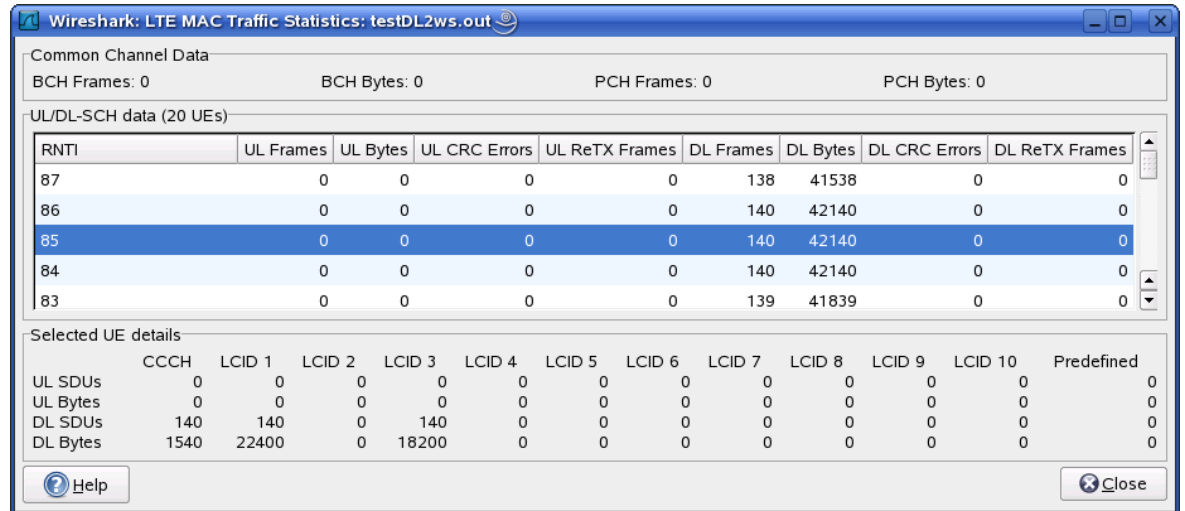 Wireshark: LTE MAC Traffic Statistics: testDL2ws.out
Common Channel Data
BCH Frames: 0 BCH Bytes: 0 PCH Frames: 0 PCH Bytes: 0
UL/DL-SCH data (20 UEs)
RNTI UL Frames UL Bytes UL CRC Errors UL ReTX Frames DL Frames DL Bytes DL CRC Errors DL ReTX Frames
87 0 0 0 0 138 41538 0 0
86 0 0 0 0 140 42140 0 0
85 0 0 0 0 140 42140 0 0
84 0 0 0 0 140 42140 0 0
83 0 0 0 0 139 41839 0 0
Selected UE details
CCCH LCID 1 LCID 2 LCID 3 LCID 4 LCID 5 LCID 6 LCID 7 LCID 8 LCID 9 LCID 10 Predefined
UL SDUs 0 0 0 0 0 0 0 0 0 0 0 0
UL Bytes 0 0 0 0 0 0 0 0 0 0 0 0
DL SDUs 140 140 0 140 0 0 0 0 0 0 0 0
DL Bytes 1540 22400 0 18200 0 0 0 0 0 0 0 0
Help Close